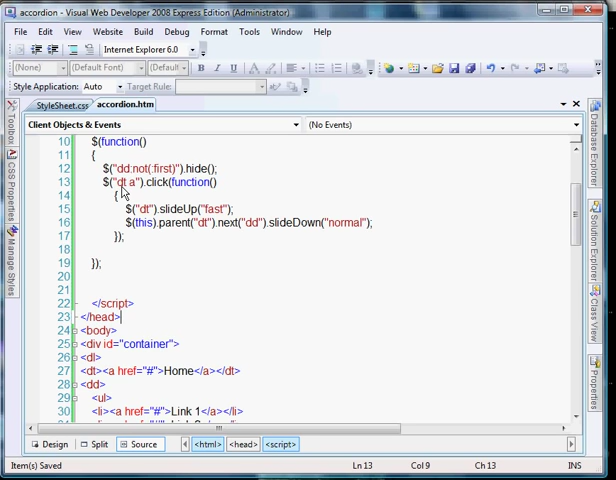 accordion - Visual Web Developer 2008 Express Edition (Administrator)
File Edit View Website Build Debug Format Tools Window Help
Internet Explorer 6.0
(None) (Default Font) (Default B I U A
Style Application: Auto Target Rule:
StyleSheet.css accordion.htm
Client Objects & Events (No Events)
10 $(function()
11 {
12 $("dd:not(:first)").hide();
13 $("dt a").click(function()
14 {
15 $("dt").slideUp("fast");
16 $(this).parent("dt").next("dd").slideDown("normal");
17 });
18
19 });
20
21
22 </script>
23 </head>
24 <body>
25 <div id="container">
26 <dl>
27 <dt><a href="#">Home</a></dt>
28 <dd>
29 <ul>
30 <li><a href="#">Link 1</a></li>
Toolbox
CSS Properties
Manage Styles
Database Explorer
Solution Explorer
Class View
Properties
Design Split Source <html> <head> <script>
Item(s) Saved Ln 13 Col 9 Ch 13